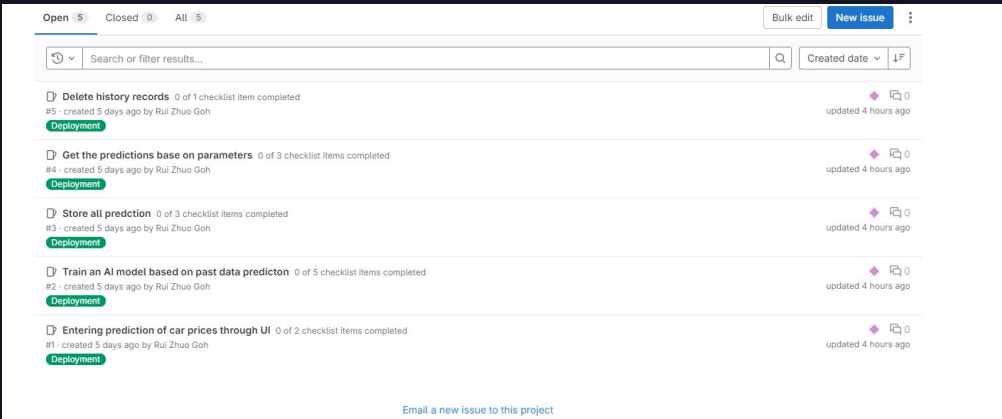 Open 5 Closed 0 All 5 Bulk edit New issue
Search or filter results... Created date
Delete history records 0 of 1 checklist item completed 0
#5 · created 5 days ago by Rui Zhuo Goh updated 4 hours ago
Deployment
Get the predictions base on parameters 0 of 3 checklist items completed 0
#4 · created 5 days ago by Rui Zhuo Goh updated 4 hours ago
Deployment
Store all predction 0 of 3 checklist items completed 0
#3 · created 5 days ago by Rui Zhuo Goh updated 4 hours ago
Deployment
Train an AI model based on past data predicton 0 of 5 checklist items completed 0
#2 · created 5 days ago by Rui Zhuo Goh updated 4 hours ago
Deployment
Entering prediction of car prices through UI 0 of 2 checklist items completed 0
#1 · created 5 days ago by Rui Zhuo Goh updated 4 hours ago
Deployment
Email a new issue to this project